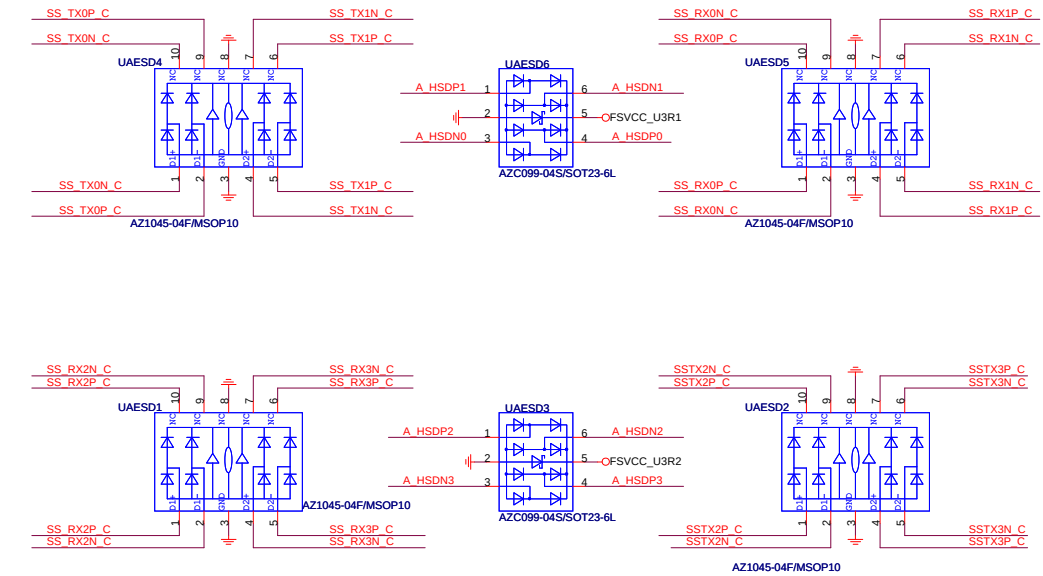 SS_TX0P_C
SS_TX1N_C
SS_RX0N_C
SS_RX1P_C
SS_TX0N_C
SS_TX1P_C
SS_RX0P_C
SS_RX1N_C
10 9 8 7 6
10 9 8 7 6
UAESD4
UAESD6
UAESD5
NC NC NC NC
NC NC NC NC
A_HSDP1 1
6 A_HSDN1
2
5 FSVCC_U3R1
A_HSDN0 3
4 A_HSDP0
D1+ D1- GND D2+ D2-
D1+ D1- GND D2+ D2-
AZC099-04S/SOT23-6L
1 2 3 4 5
1 2 3 4 5
SS_TX0N_C
SS_TX1P_C
SS_RX0P_C
SS_RX1N_C
SS_TX0P_C
SS_TX1N_C
SS_RX0N_C
SS_RX1P_C
AZ1045-04F/MSOP10
AZ1045-04F/MSOP10
SS_RX2N_C
SS_RX3N_C
SSTX2N_C
SSTX3P_C
SS_RX2P_C
SS_RX3P_C
SSTX2P_C
SSTX3N_C
10 9 8 7 6
10 9 8 7 6
UAESD1
UAESD3
UAESD2
NC NC NC NC
NC NC NC NC
A_HSDP2 1
6 A_HSDN2
2
5 FSVCC_U3R2
A_HSDN3 3
4 A_HSDP3
D1+ D1- GND D2+ D2-
D1+ D1- GND D2+ D2-
AZ1045-04F/MSOP10
AZC099-04S/SOT23-6L
1 2 3 4 5
1 2 3 4 5
SS_RX2P_C
SS_RX3P_C
SSTX2P_C
SSTX3N_C
SS_RX2N_C
SS_RX3N_C
SSTX2N_C
SSTX3P_C
AZ1045-04F/MSOP10